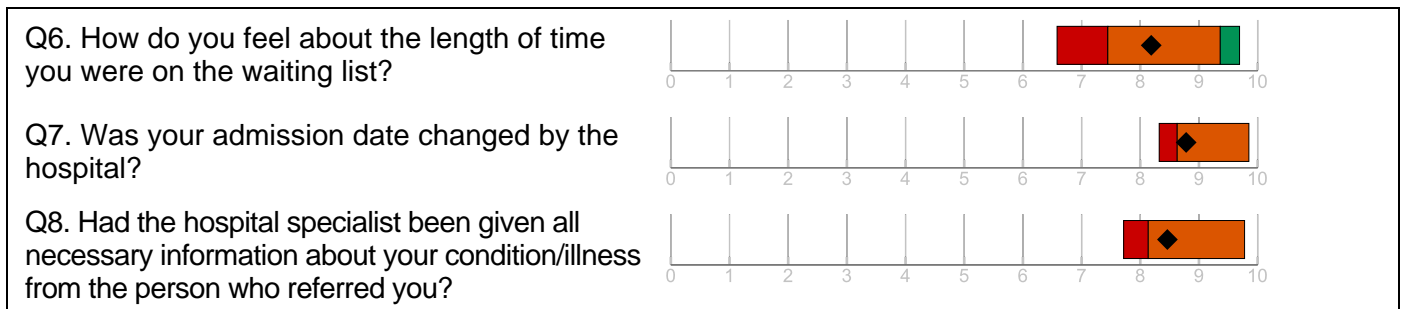 Q6. How do you feel about the length of time
you were on the waiting list?
0 1 2 3 4 5 6 7 8 9 10
Q7. Was your admission date changed by the
hospital?
0 1 2 3 4 5 6 7 8 9 10
Q8. Had the hospital specialist been given all
necessary information about your condition/illness
from the person who referred you?
0 1 2 3 4 5 6 7 8 9 10